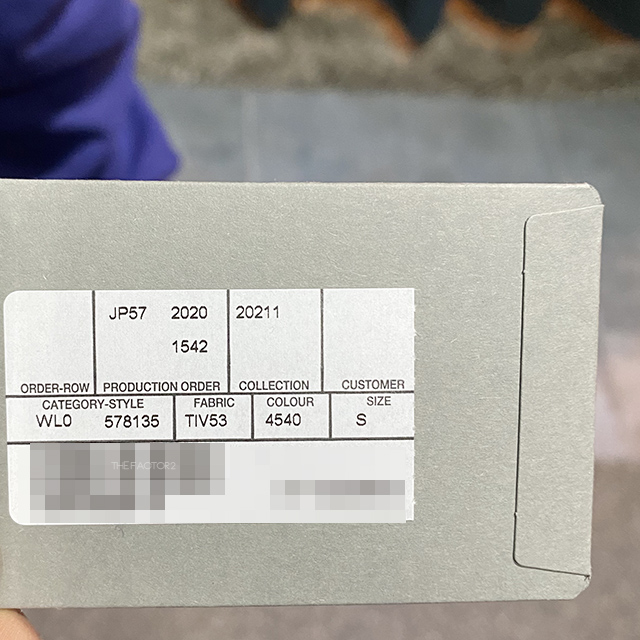 JP57 2020 20211
1542
ORDER-ROW PRODUCTION ORDER COLLECTION CUSTOMER
CATEGORY-STYLE FABRIC COLOUR SIZE
WL0 578135 TIV53 4540 S
THEFACTOR2